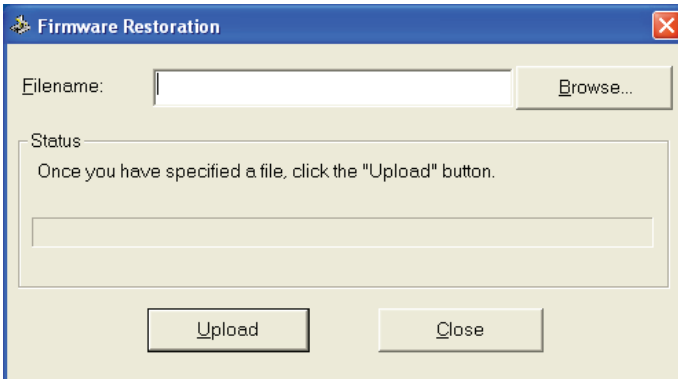 Firmware Restoration
Filename:
Browse...
Status
Once you have specified a file, click the "Upload" button.
Upload
Close